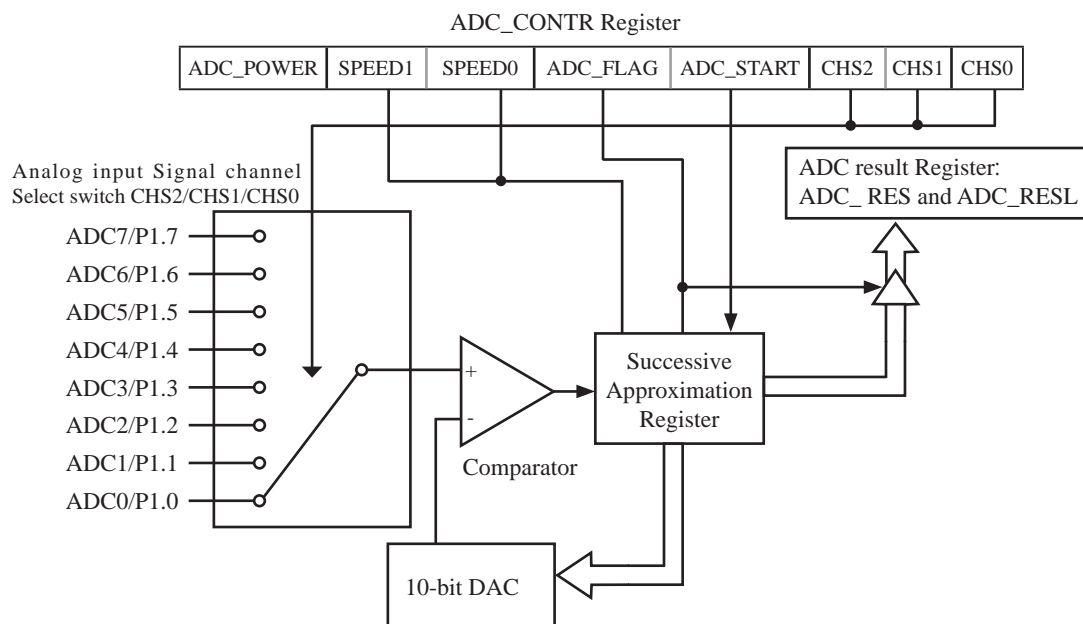 ADC_CONTR Register
ADC_POWER SPEED1 SPEED0 ADC_FLAG ADC_START CHS2 CHS1 CHS0
Analog input Signal channel
Select switch CHS2/CHS1/CHS0
ADC result Register:
ADC_ RES and ADC_RESL
ADC7/P1.7
ADC6/P1.6
ADC5/P1.5
ADC4/P1.4
ADC3/P1.3
ADC2/P1.2
ADC1/P1.1
ADC0/P1.0
+
-
Comparator
Successive
Approximation
Register
10-bit DAC